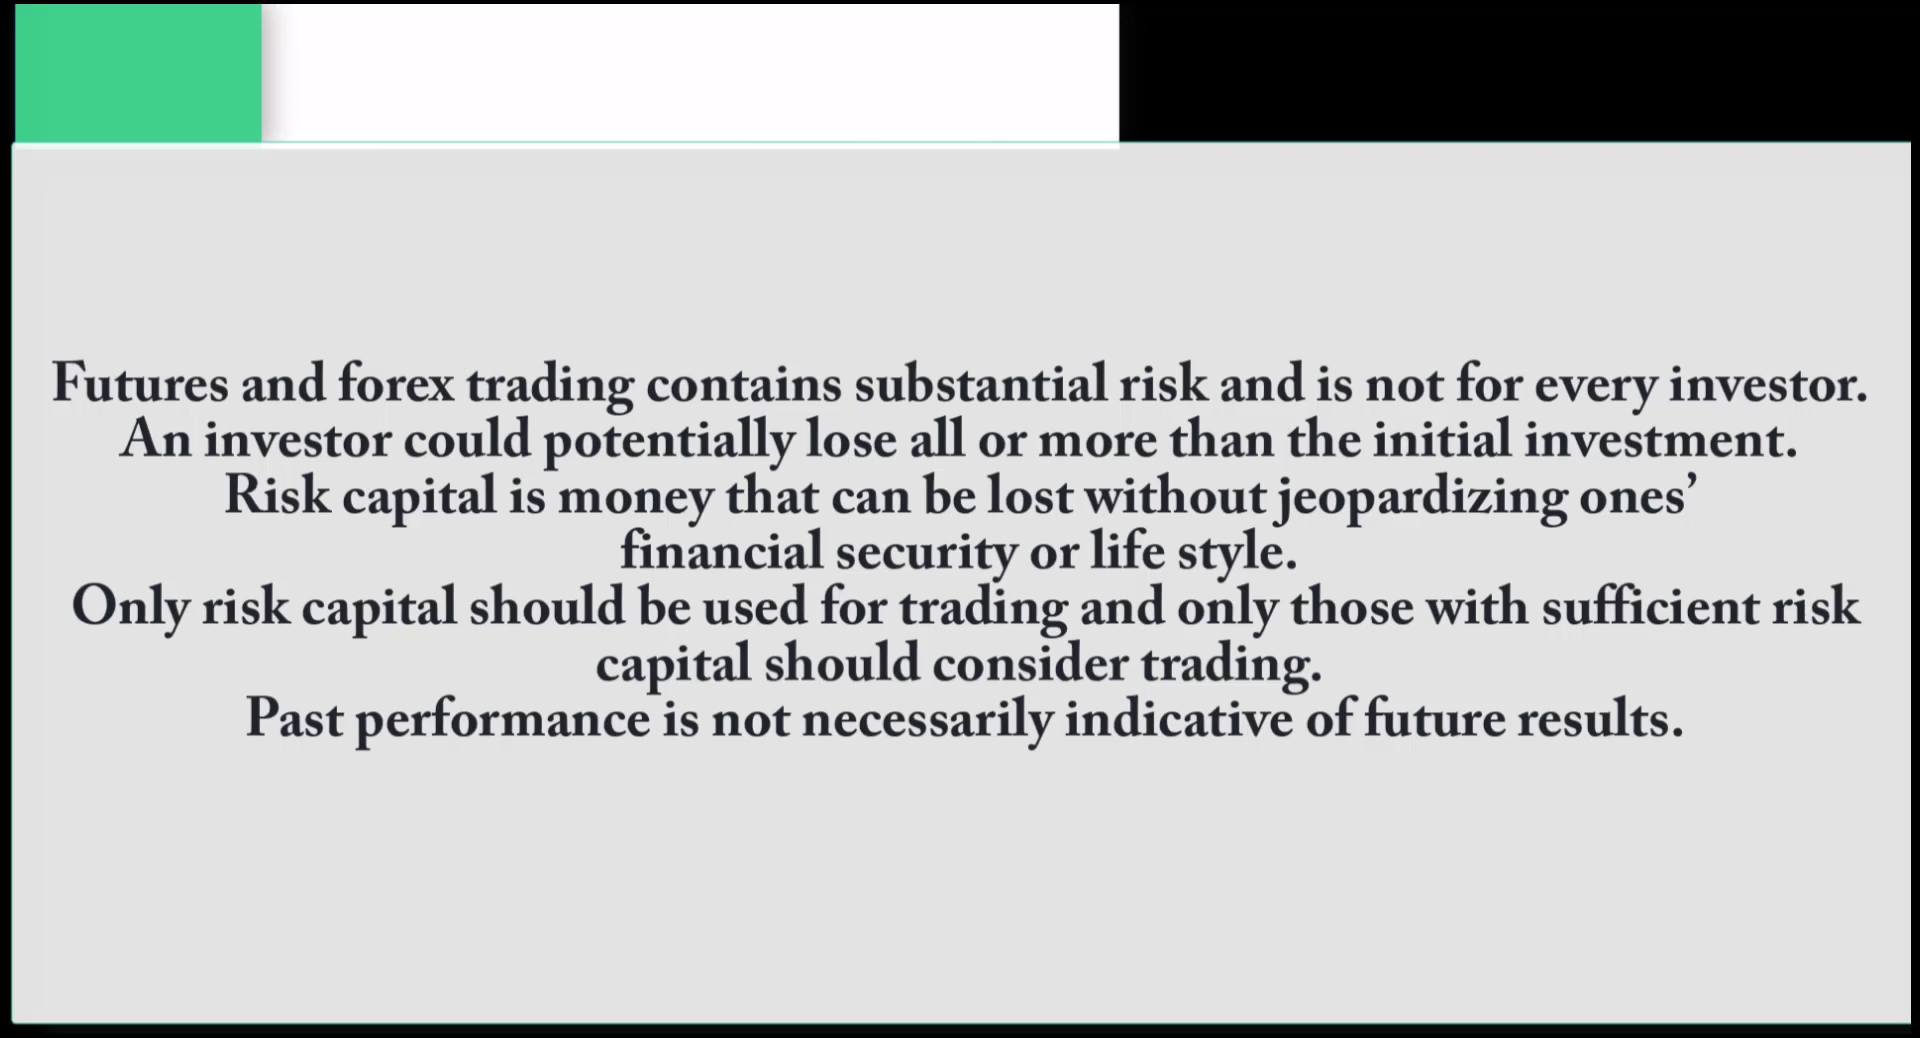 Futures and forex trading contains substantial risk and is not for every investor.
An investor could potentially lose all or more than the initial investment.
Risk capital is money that can be lost without jeopardizing ones’
financial security or life style.
Only risk capital should be used for trading and only those with sufficient risk
capital should consider trading.
Past performance is not necessarily indicative of future results.